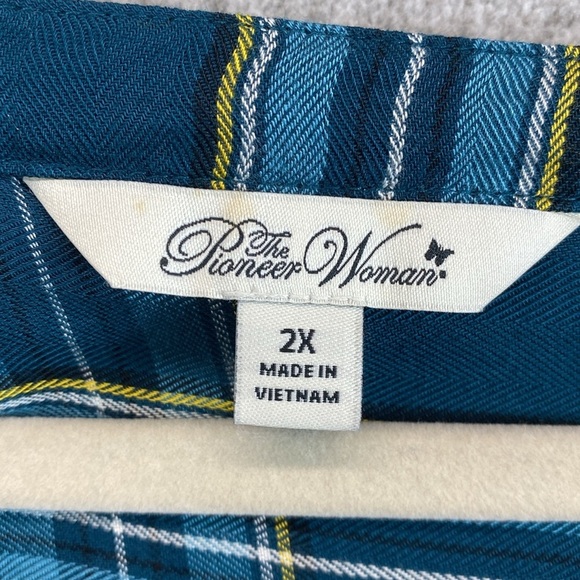 The
Pioneer Woman
2X
MADE IN
VIETNAM